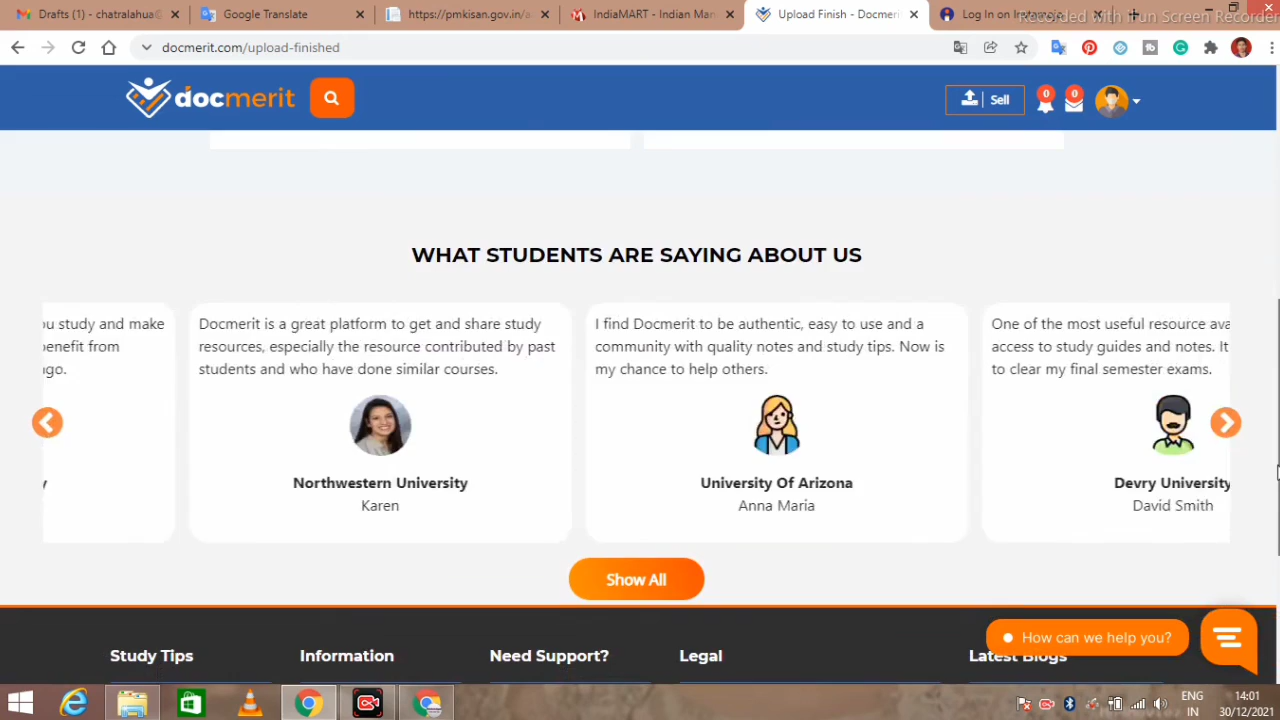 Drafts (1) - chatralahua@
Google Translate
https://pmkisan.gov.in/a
IndiaMART - Indian Man
Upload Finish - Docmeri
Log In on Instamojo
Recorded With iFun Screen Recorder
docmerit.com/upload-finished
docmerit
Sell
0
0
WHAT STUDENTS ARE SAYING ABOUT US
u study and make
benefit from
go.
y
Docmerit is a great platform to get and share study
resources, especially the resource contributed by past
students and who have done similar courses.
Northwestern University
Karen
I find Docmerit to be authentic, easy to use and a
community with quality notes and study tips. Now is
my chance to help others.
University Of Arizona
Anna Maria
One of the most useful resource ava
access to study guides and notes. It
to clear my final semester exams.
Devry University
David Smith
Show All
How can we help you?
Study Tips
Information
Need Support?
Legal
Latest Blogs
ENG
IN
14:01
30/12/2021